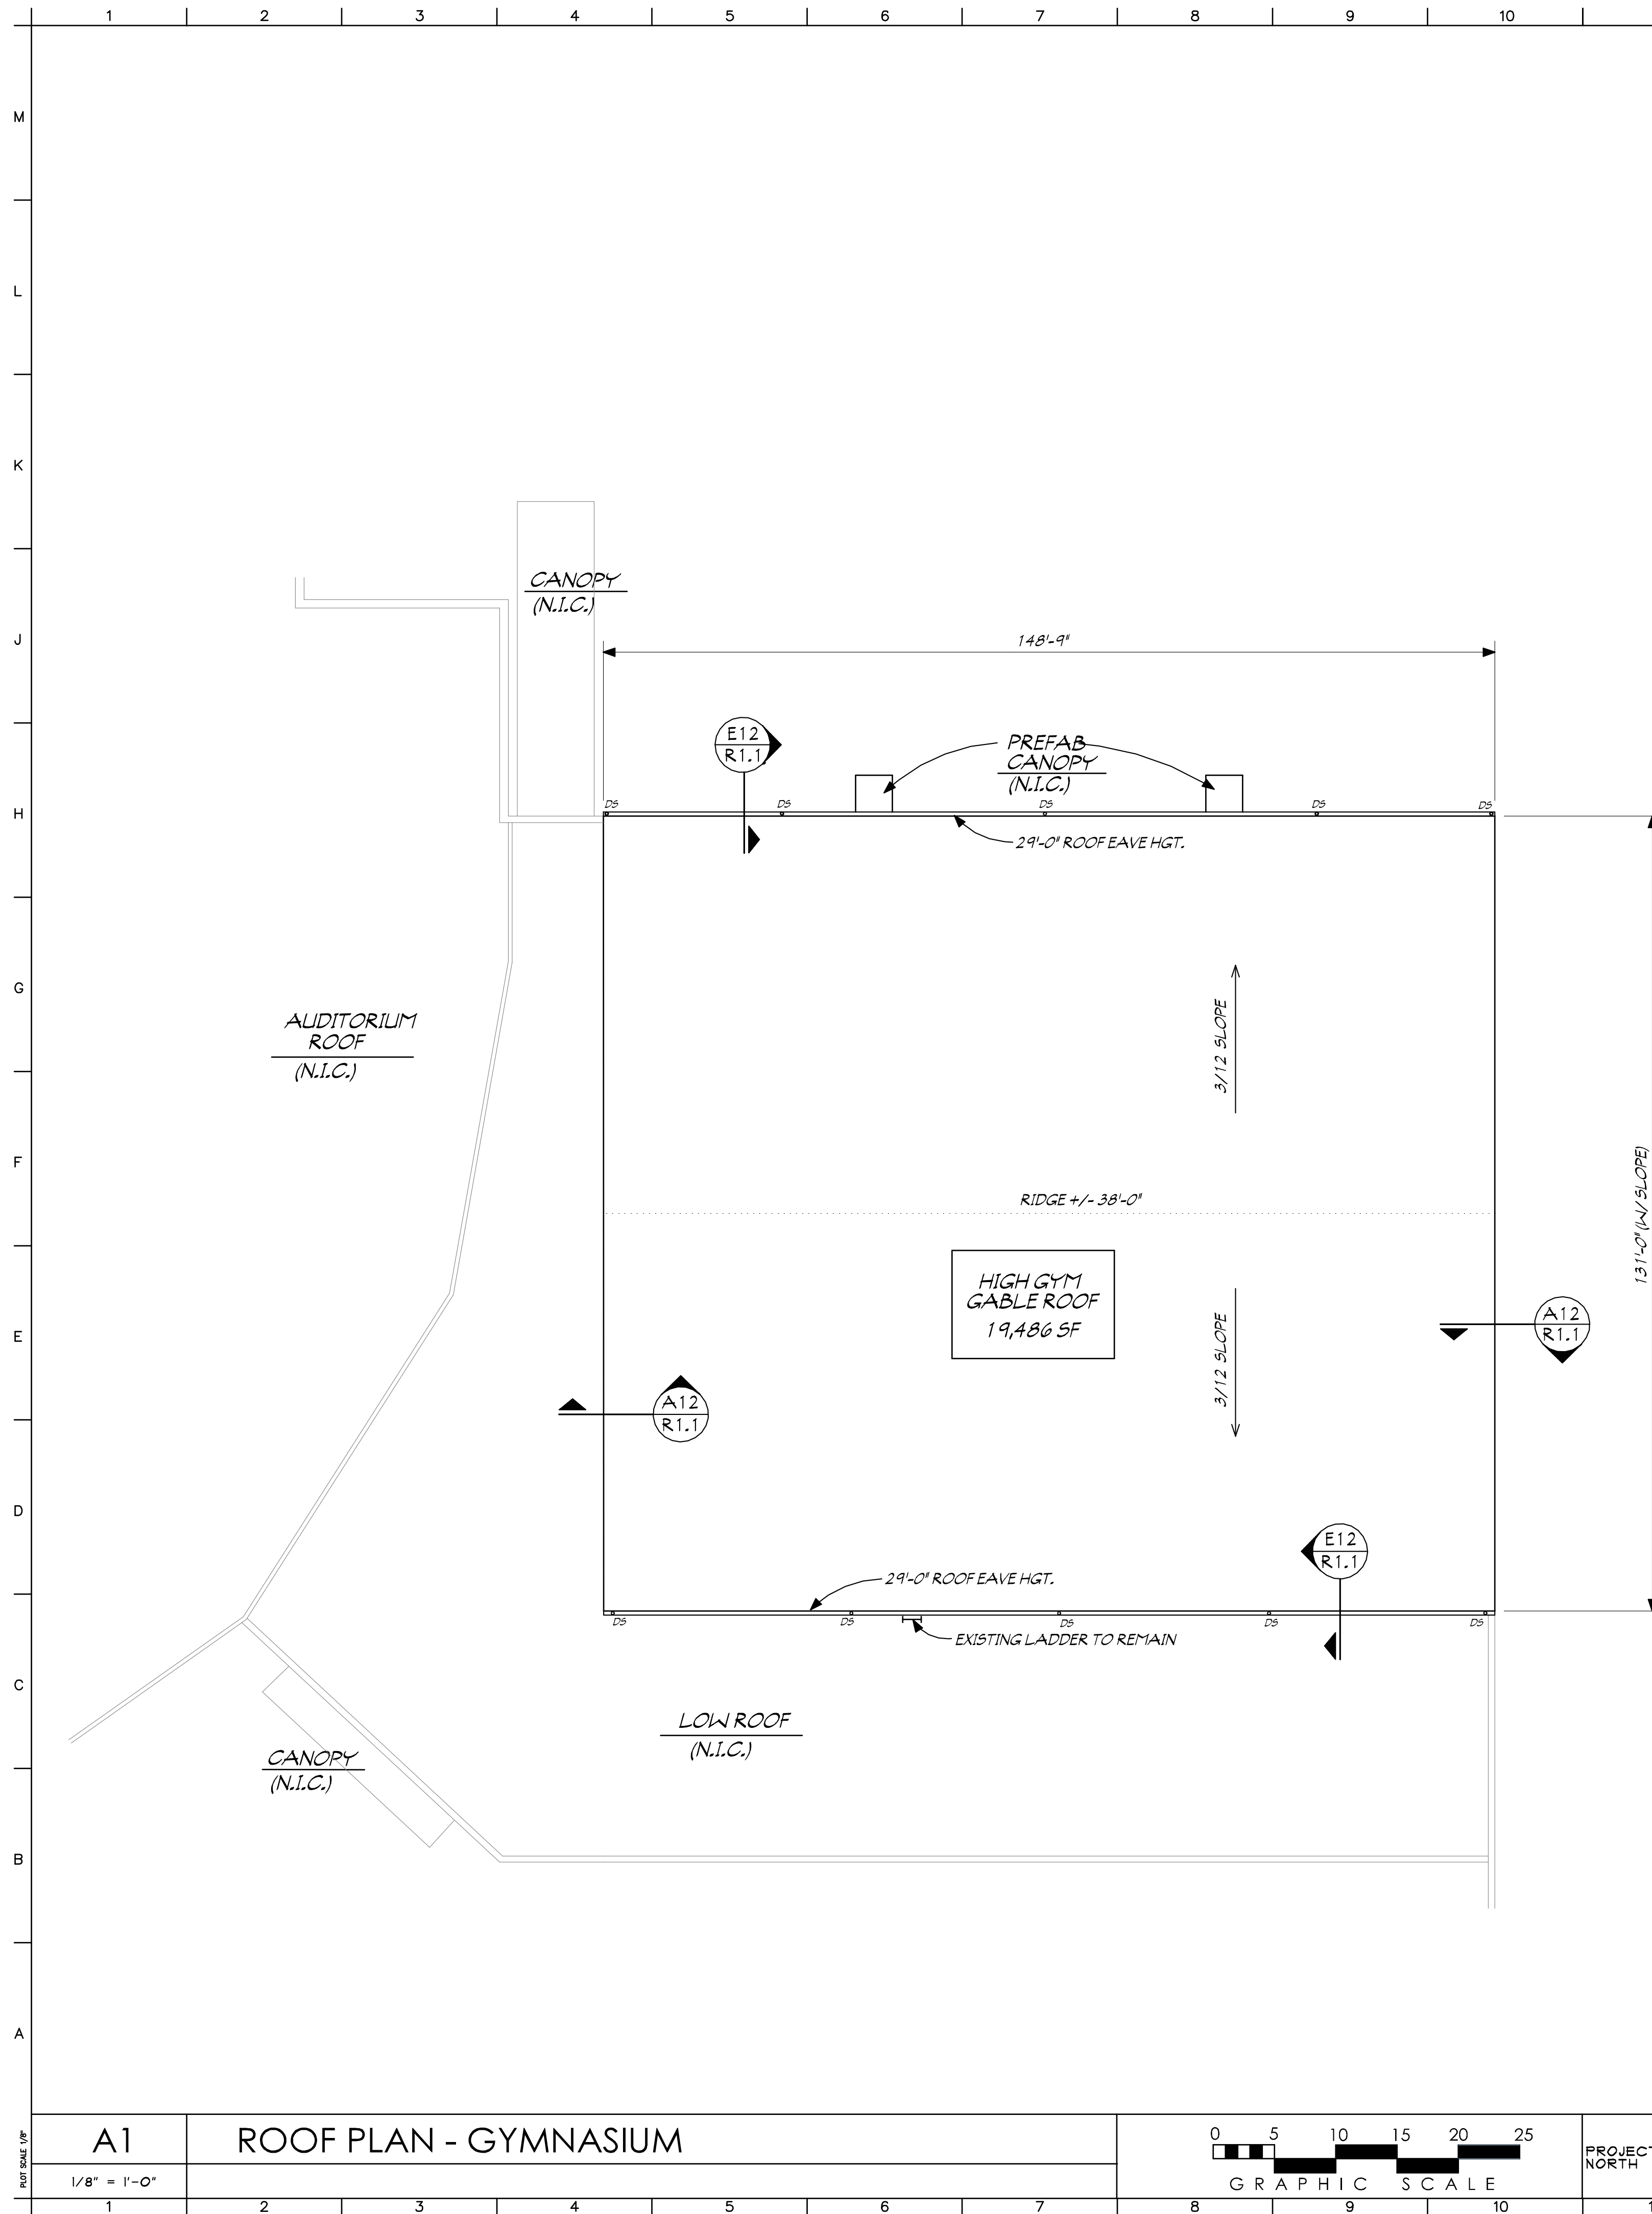 1 2 3 4 5 6 7 8 9 10
M
L
K
CANOPY
(N.I.C.)
J
148'-9"
E12
R1.1
PREFAB
CANOPY
(N.I.C.)
H
DS DS DS DS DS
29'-0" ROOF EAVE HGT.
G
AUDITORIUM
ROOF
(N.I.C.)
3/12 SLOPE
F
131'-0" (W/ SLOPE)
RIDGE +/- 38'-0"
HIGH GYM
GABLE ROOF
19,486 SF
E
3/12 SLOPE
A12
R1.1
A12
R1.1
D
E12
R1.1
29'-0" ROOF EAVE HGT.
DS DS DS DS DS
EXISTING LADDER TO REMAIN
C
LOW ROOF
(N.I.C.)
CANOPY
(N.I.C.)
B
A
PLOT SCALE 1/8"
A1
ROOF PLAN - GYMNASIUM
1/8" = 1'-0"
0 5 10 15 20 25
GRAPHIC SCALE
PROJECT
NORTH
1 2 3 4 5 6 7 8 9 10 1